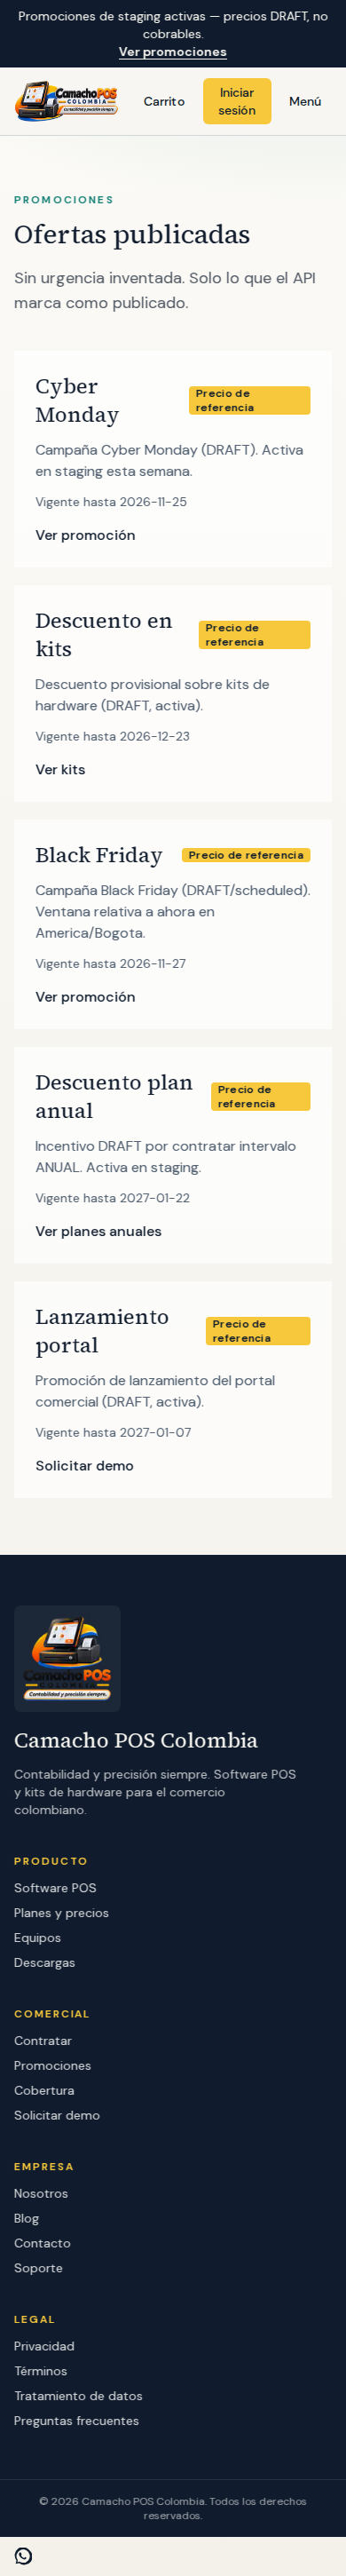 Promociones de staging activas — precios DRAFT, no
cobrables.
Ver promociones
Camacho POS
COLOMBIA
Contabilidad y precisión siempre.
Carrito
Iniciar
sesión
Menú
PROMOCIONES
Ofertas publicadas
Sin urgencia inventada. Solo lo que el API
marca como publicado.
Cyber
Monday
Precio de
referencia
Campaña Cyber Monday (DRAFT). Activa
en staging esta semana.
Vigente hasta 2026-11-25
Ver promoción
Descuento en
kits
Precio de
referencia
Descuento provisional sobre kits de
hardware (DRAFT, activa).
Vigente hasta 2026-12-23
Ver kits
Black Friday
Precio de referencia
Campaña Black Friday (DRAFT/scheduled).
Ventana relativa a ahora en
America/Bogota.
Vigente hasta 2026-11-27
Ver promoción
Descuento plan
anual
Precio de
referencia
Incentivo DRAFT por contratar intervalo
ANUAL. Activa en staging.
Vigente hasta 2027-01-22
Ver planes anuales
Lanzamiento
portal
Precio de
referencia
Promoción de lanzamiento del portal
comercial (DRAFT, activa).
Vigente hasta 2027-01-07
Solicitar demo
Camacho POS
COLOMBIA
Contabilidad y precisión siempre.
Camacho POS Colombia
Contabilidad y precisión siempre. Software POS
y kits de hardware para el comercio
colombiano.
PRODUCTO
Software POS
Planes y precios
Equipos
Descargas
COMERCIAL
Contratar
Promociones
Cobertura
Solicitar demo
EMPRESA
Nosotros
Blog
Contacto
Soporte
LEGAL
Privacidad
Términos
Tratamiento de datos
Preguntas frecuentes
© 2026 Camacho POS Colombia. Todos los derechos
reservados.